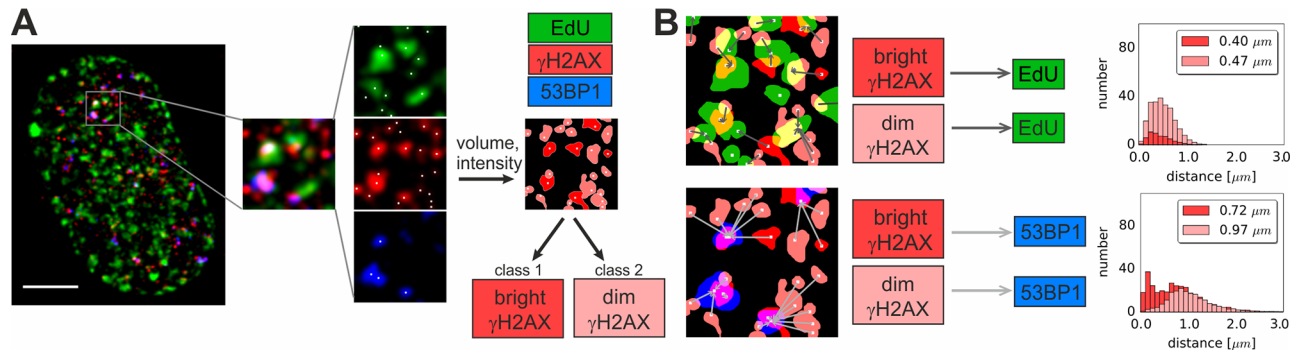 A
EdU
γH2AX
53BP1
volume,
intensity
class 1
class 2
bright
γH2AX
dim
γH2AX
B
bright
γH2AX
EdU
dim
γH2AX
EdU
number
80
40
0
0.40 μm
0.47 μm
0.0 1.0 2.0 3.0
distance [μm]
bright
γH2AX
53BP1
dim
γH2AX
53BP1
number
80
40
0
0.72 μm
0.97 μm
0.0 1.0 2.0 3.0
distance [μm]